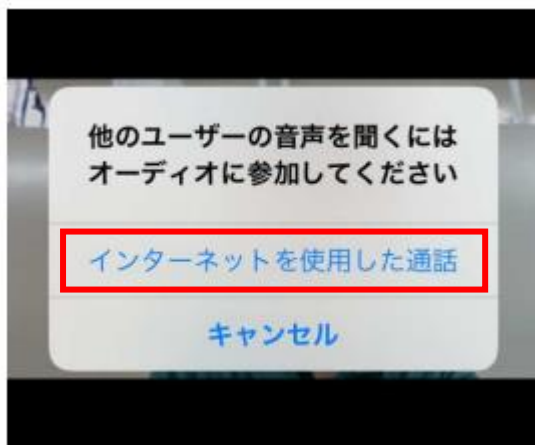 他のユーザーの音声を聞くには
オーディオに参加してください
インターネットを使用した通話
キャンセル